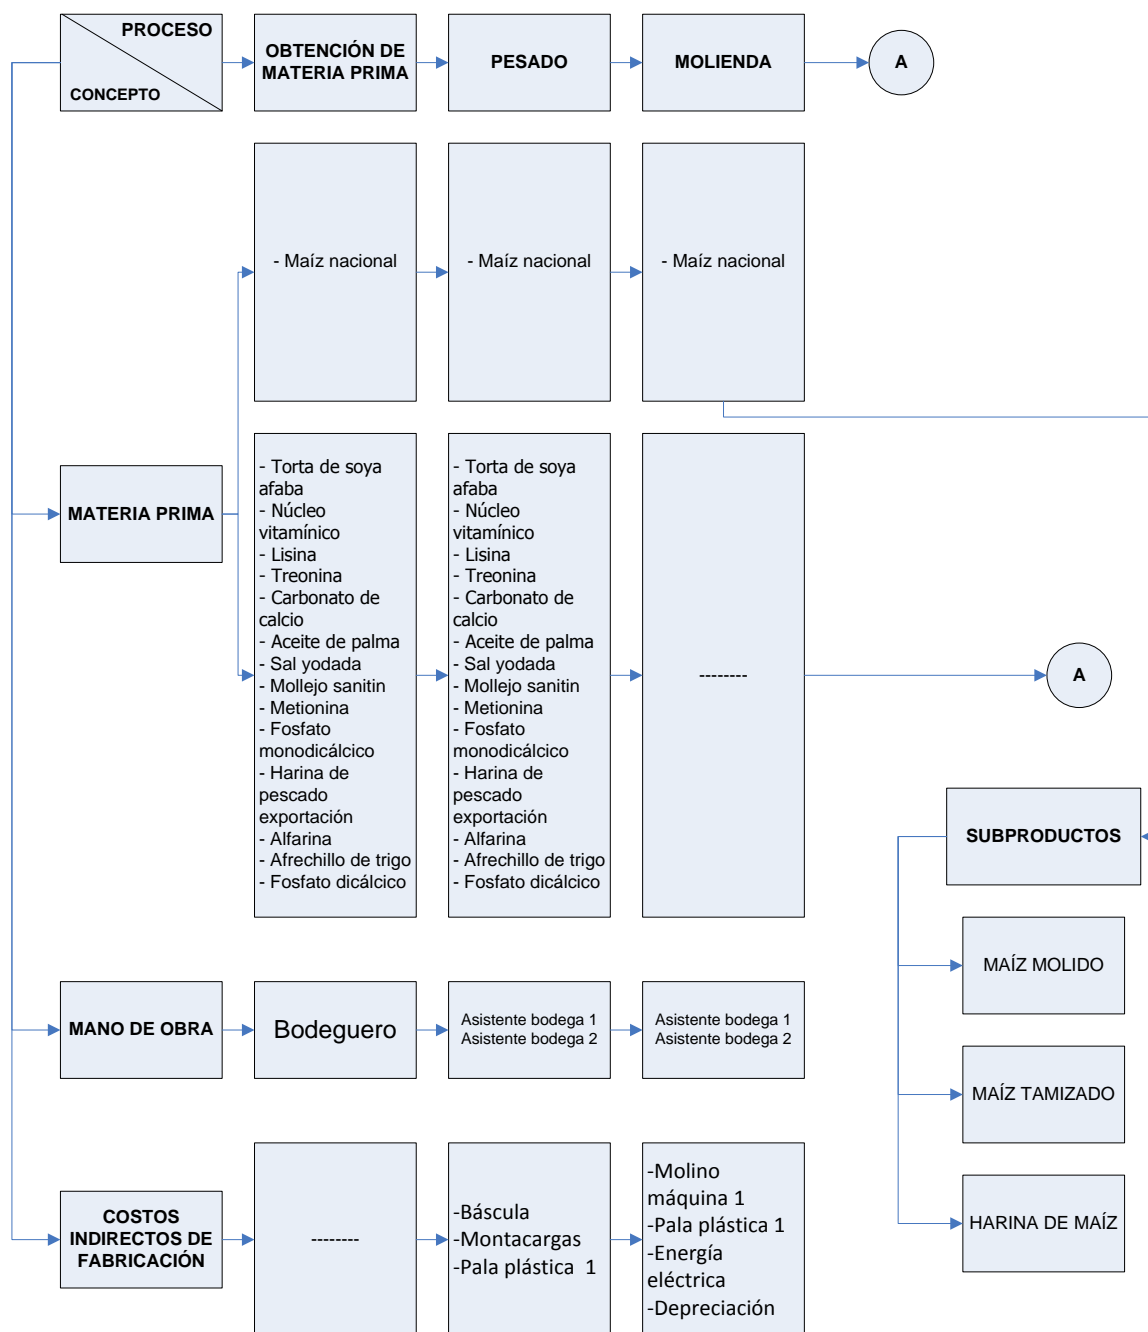 PROCESO
CONCEPTO
OBTENCIÓN DE
MATERIA PRIMA
PESADO
MOLIENDA
A
- Maíz nacional
- Maíz nacional
- Maíz nacional
MATERIA PRIMA
- Torta de soya
afaba
- Núcleo
vitamínico
- Lisina
- Treonina
- Carbonato de
calcio
- Aceite de palma
- Sal yodada
- Mollejo sanitin
- Metionina
- Fosfato
monodicálcico
- Harina de
pescado
exportación
- Alfarina
- Afrechillo de trigo
- Fosfato dicálcico
- Torta de soya
afaba
- Núcleo
vitamínico
- Lisina
- Treonina
- Carbonato de
calcio
- Aceite de palma
- Sal yodada
- Mollejo sanitin
- Metionina
- Fosfato
monodicálcico
- Harina de
pescado
exportación
- Alfarina
- Afrechillo de trigo
- Fosfato dicálcico
--------
A
SUBPRODUCTOS
MAÍZ MOLIDO
MAÍZ TAMIZADO
HARINA DE MAÍZ
MANO DE OBRA
Bodeguero
Asistente bodega 1
Asistente bodega 2
Asistente bodega 1
Asistente bodega 2
COSTOS
INDIRECTOS DE
FABRICACIÓN
--------
-Báscula
-Montacargas
-Pala plástica  1
-Molino
máquina 1
-Pala plástica 1
-Energía
eléctrica
-Depreciación